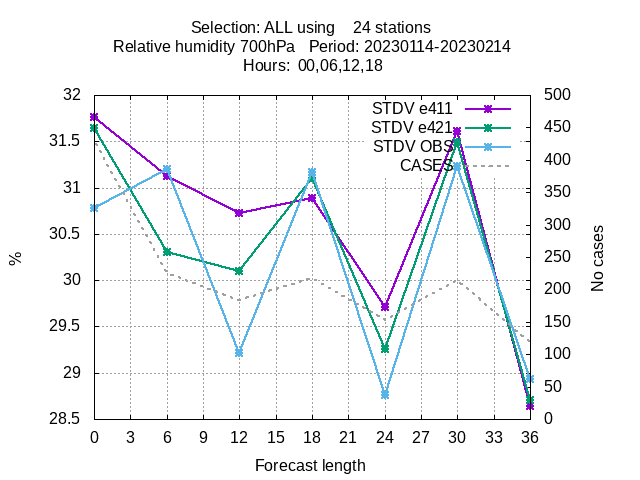 Selection: ALL using    24 stations
Relative humidity 700hPa   Period: 20230114-20230214
Hours:  00,06,12,18
STDV e411
STDV e421
STDV OBS
CASES
32
31.5
31
30.5
30
29.5
29
28.5
%
500
450
400
350
300
250
200
150
100
50
0
No cases
0 3 6 9 12 15 18 21 24 27 30 33 36
Forecast length